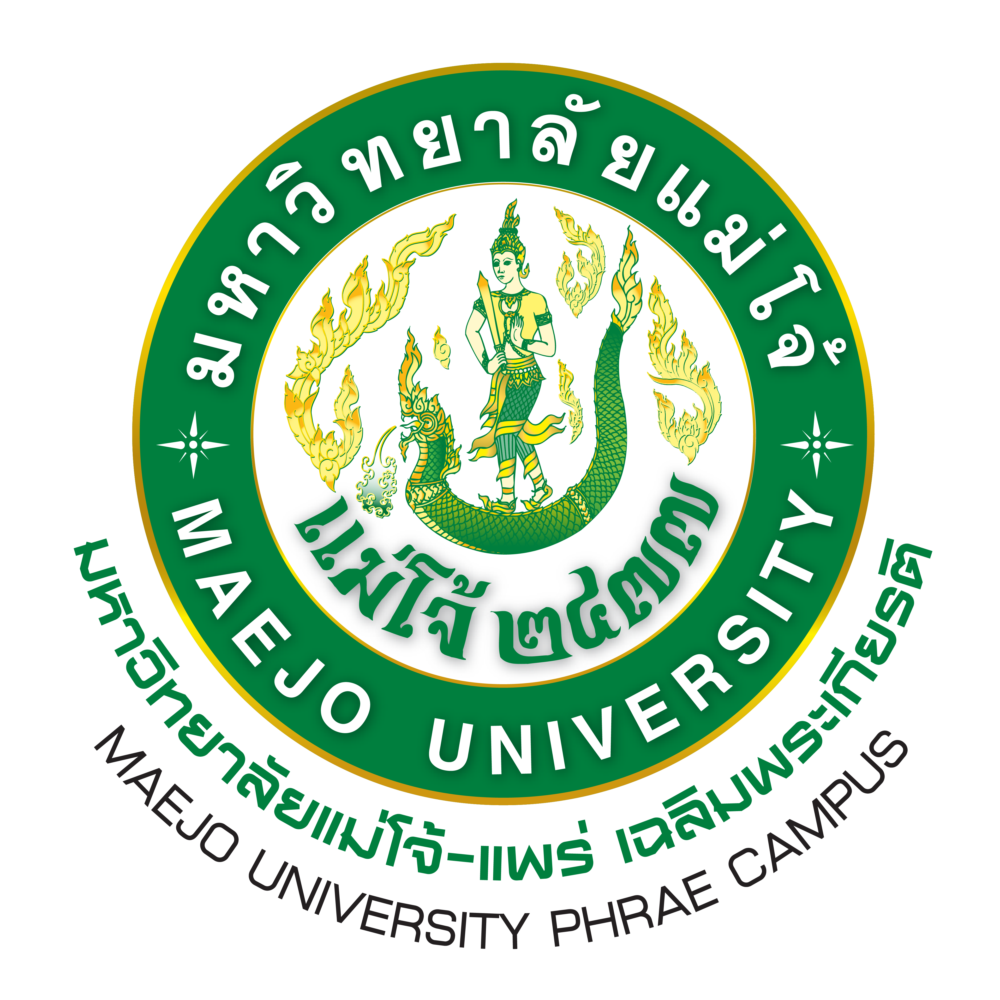 มหาวิทยาลัยแม่โจ้
แม่โจ้ ๒๔๗๗
MAEJO UNIVERSITY
มหาวิทยาลัยแม่โจ้-แพร่ เฉลิมพระเกียรติ
MAEJO UNIVERSITY PHRAE CAMPUS